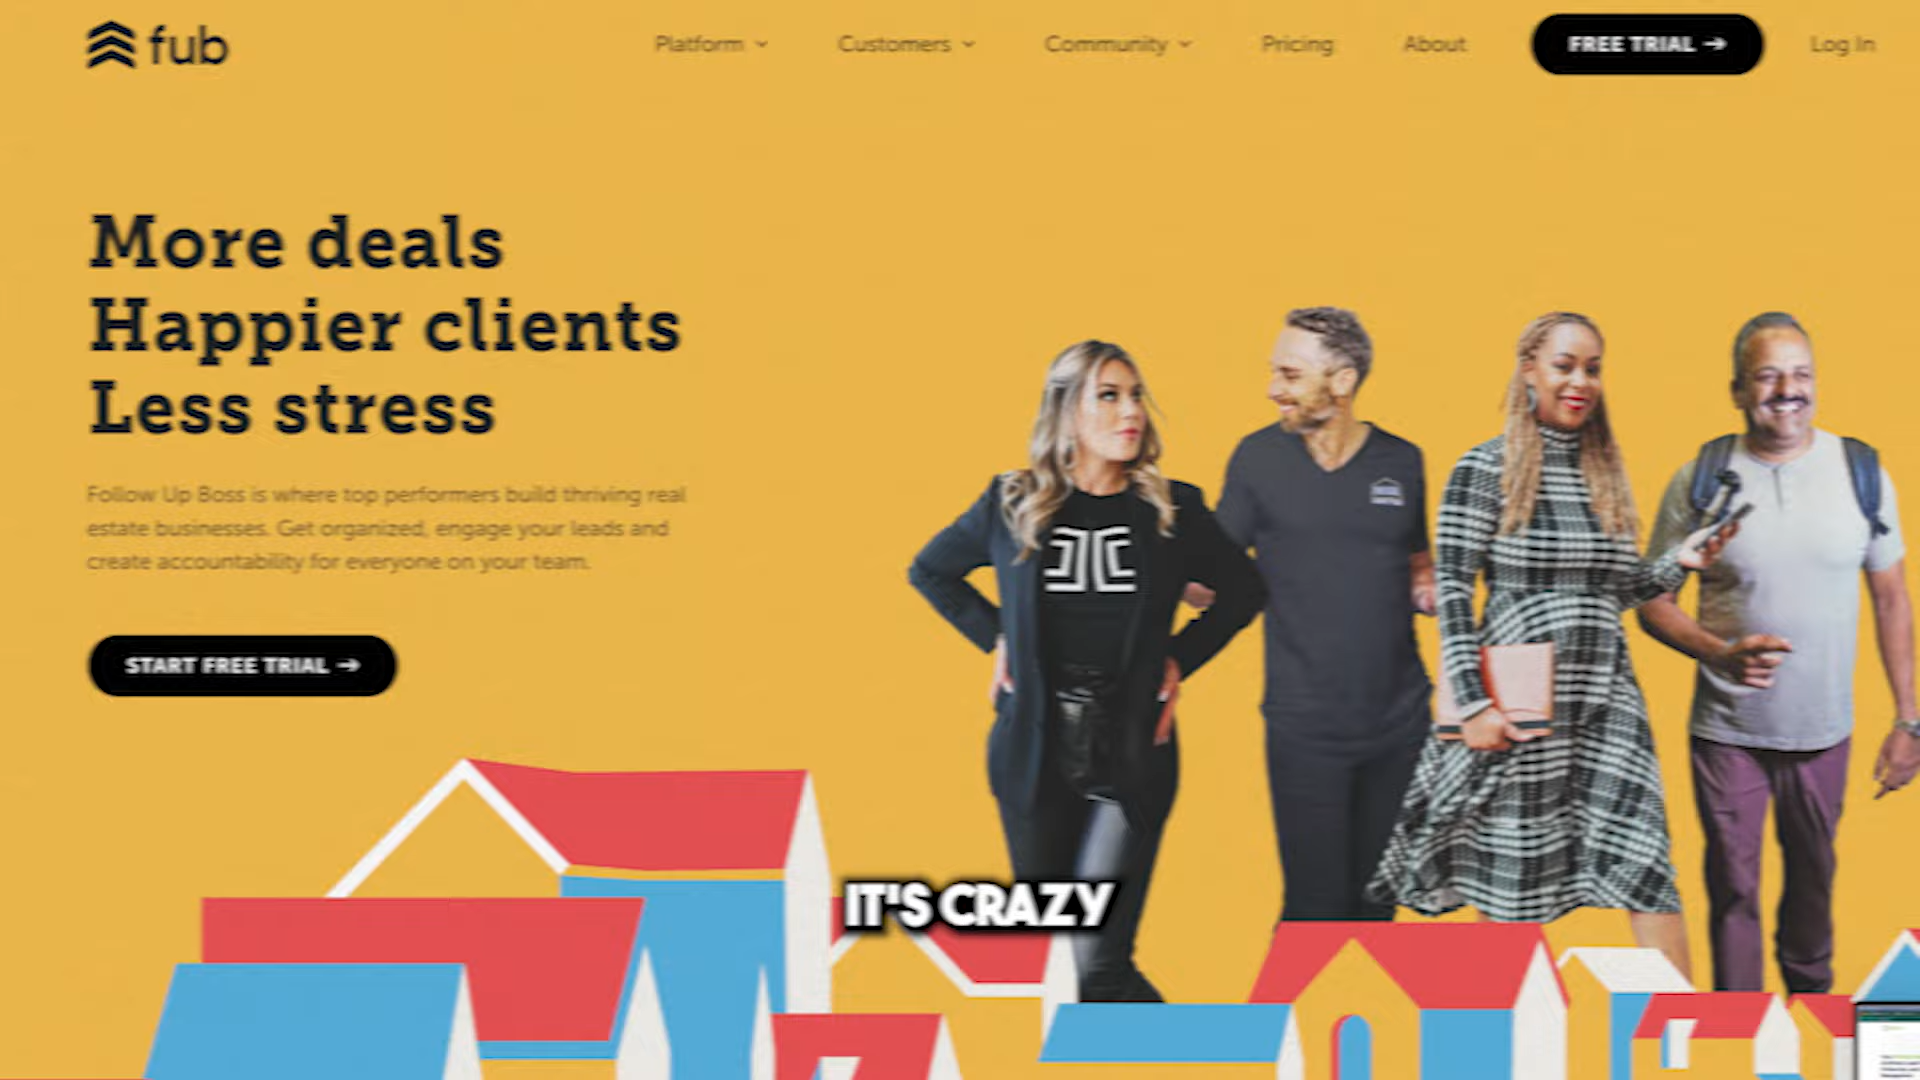 fub
Platform
Customers
Community
Pricing
About
FREE TRIAL →
Log In
More deals
Happier clients
Less stress
Follow Up Boss is where top performers build thriving real
estate businesses. Get organized, engage your leads and
create accountability for everyone on your team.
START FREE TRIAL →
IT'S CRAZY